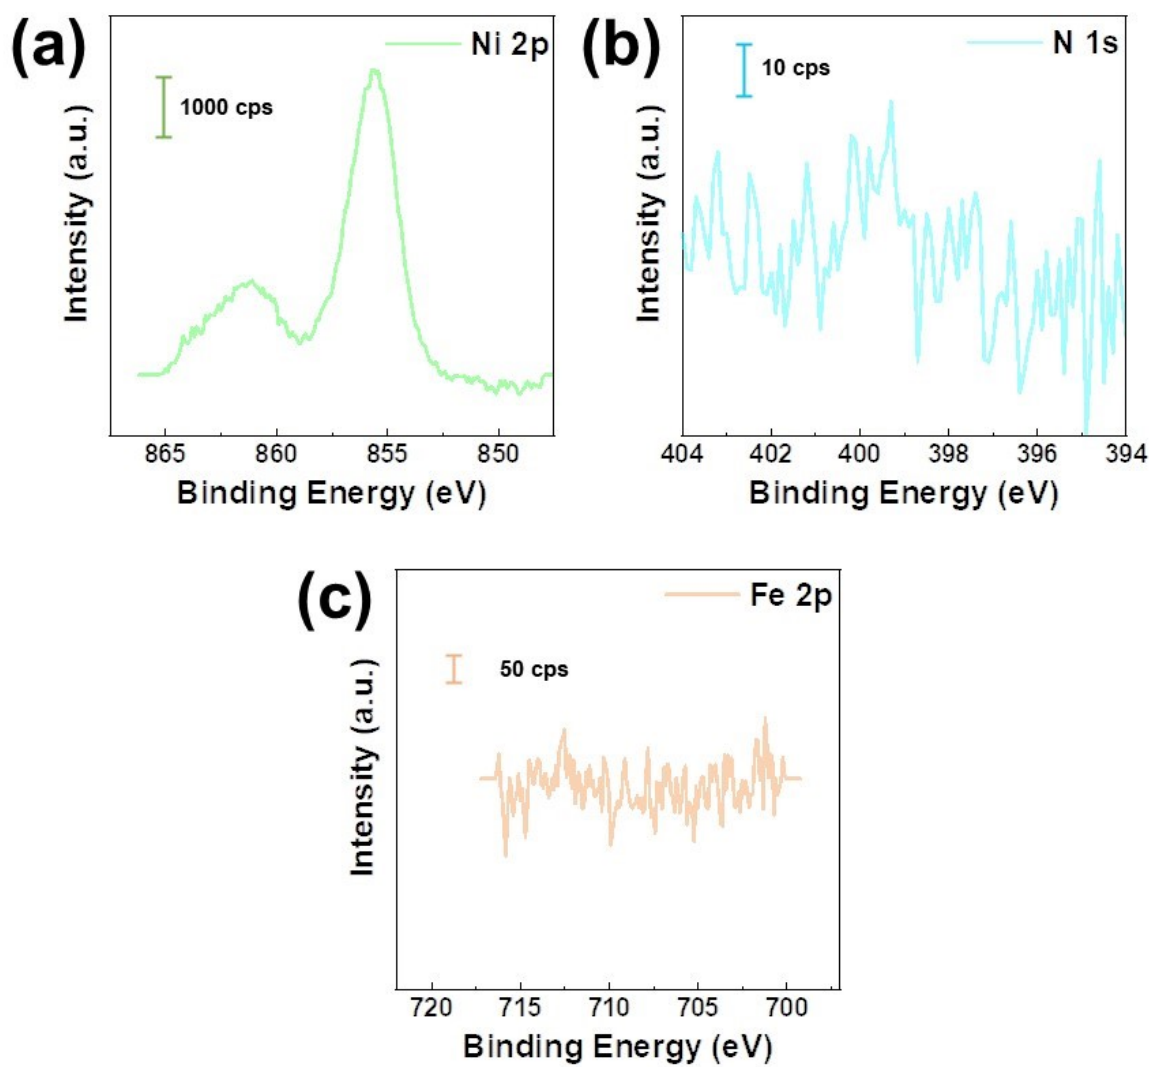 (a)
Ni 2p
1000 cps
Intensity (a.u.)
865 860 855 850
Binding Energy (eV)
(b)
N 1s
10 cps
Intensity (a.u.)
404 402 400 398 396 394
Binding Energy (eV)
(c)
Fe 2p
50 cps
Intensity (a.u.)
720 715 710 705 700
Binding Energy (eV)